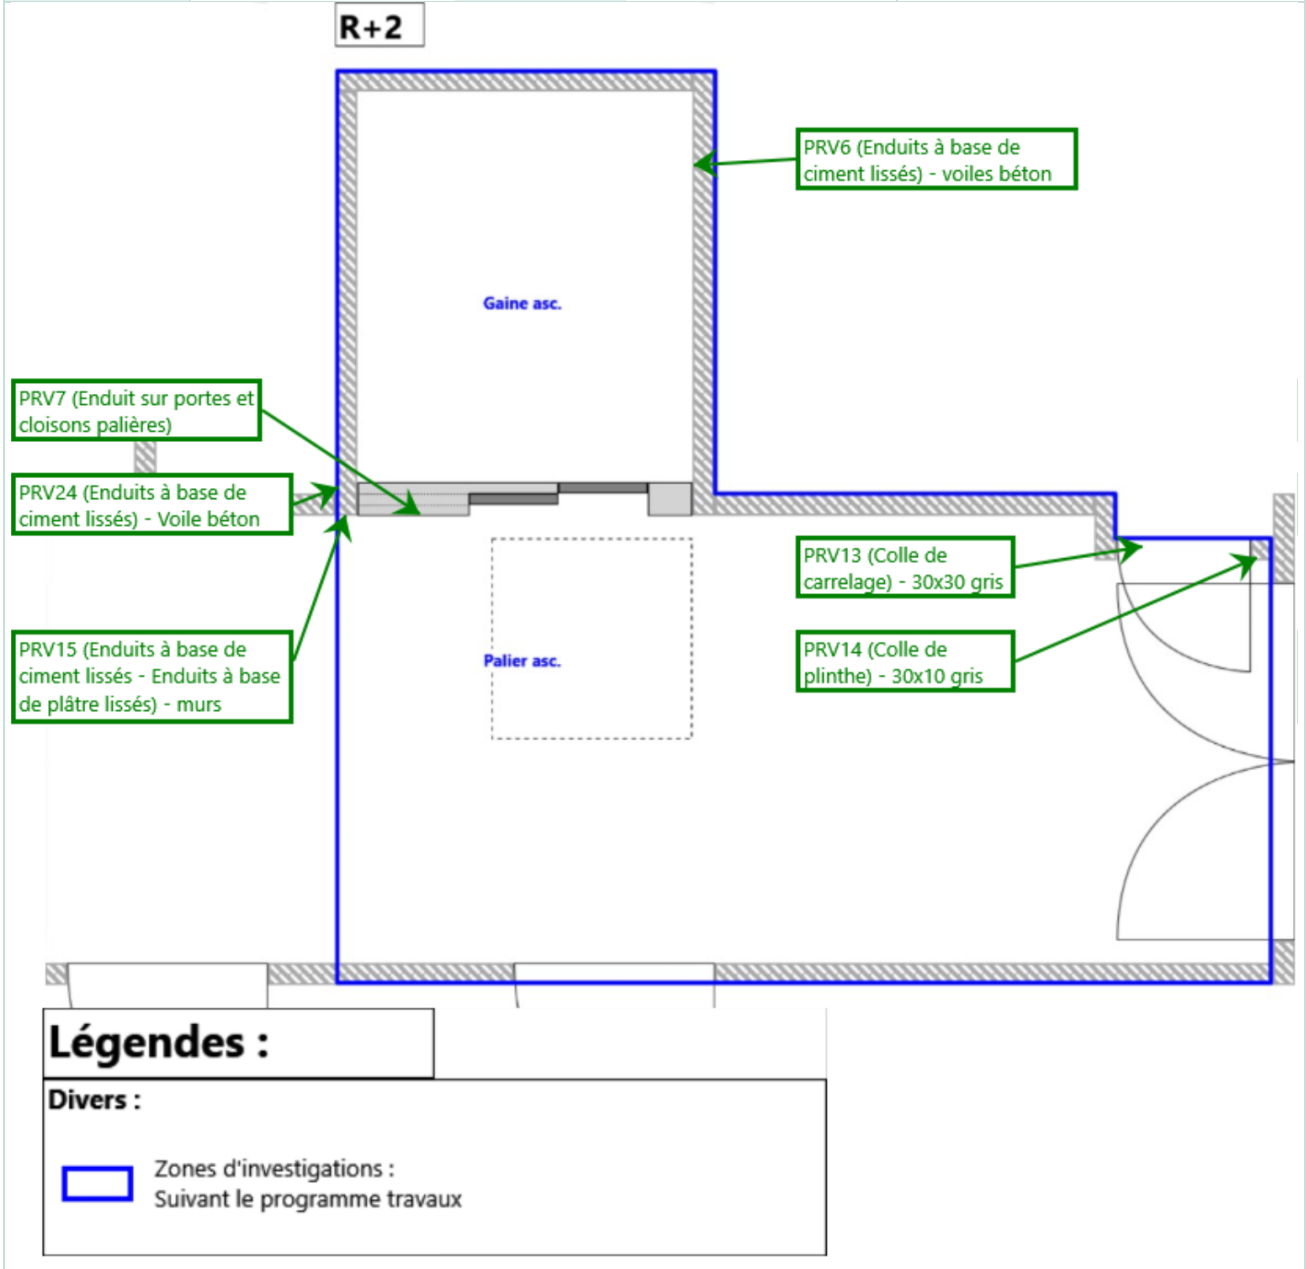 R+2
PRV6 (Enduits à base de
ciment lissés) - voiles béton
Gaine asc.
PRV7 (Enduit sur portes et
cloisons palières)
PRV24 (Enduits à base de
ciment lissés) - Voile béton
PRV13 (Colle de
carrelage) - 30x30 gris
PRV15 (Enduits à base de
ciment lissés - Enduits à base
de plâtre lissés) - murs
Palier asc.
PRV14 (Colle de
plinthe) - 30x10 gris
Légendes :
Divers :
Zones d'investigations :
Suivant le programme travaux